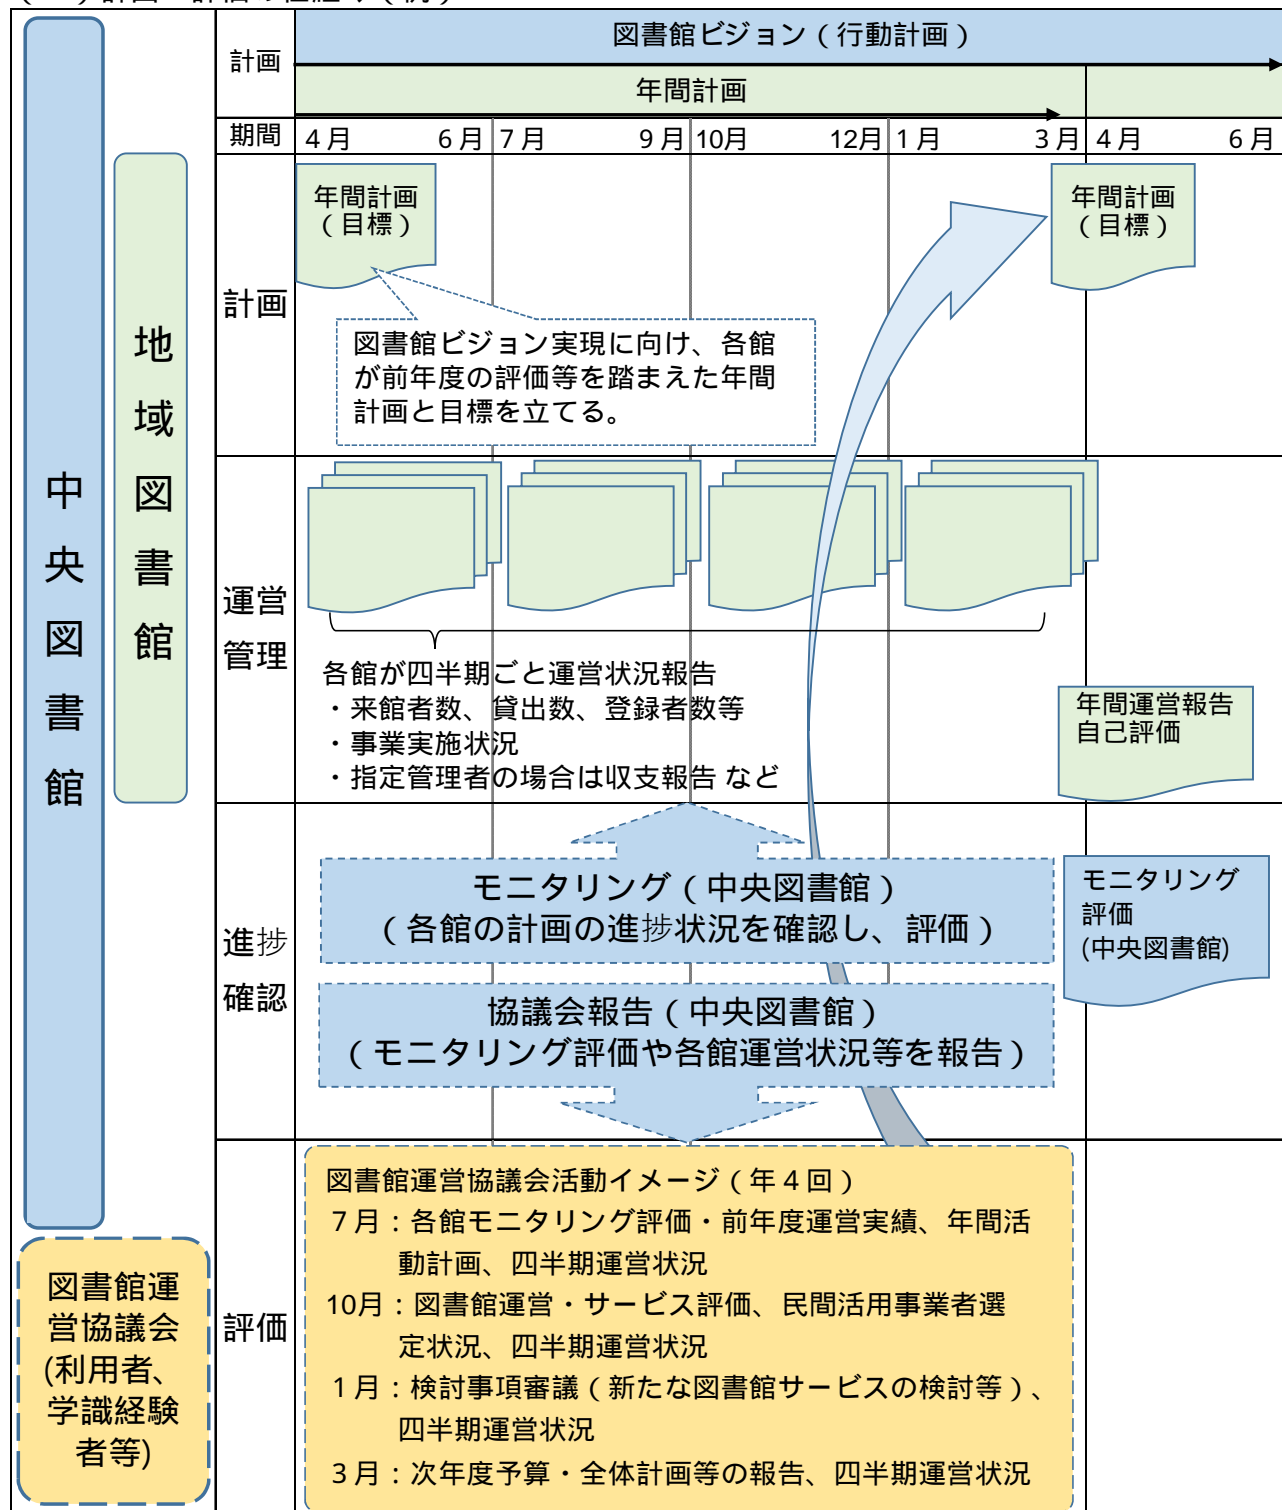 計画
図書館ビジョン（行動計画）
年間計画
期間
4月
6月
7月
9月
10月
12月
1月
3月
4月
6月
中央図書館
地域図書館
計画
年間計画
（目標）
年間計画
（目標）
図書館ビジョン実現に向け、各館
が前年度の評価等を踏まえた年間
計画と目標を立てる。
運営
管理
各館が四半期ごと運営状況報告
・来館者数、貸出数、登録者数等
・事業実施状況
・指定管理者の場合は収支報告 など
年間運営報告
自己評価
進捗
確認
モニタリング（中央図書館）
（各館の計画の進捗状況を確認し、評価）
モニタリング
評価
(中央図書館)
協議会報告（中央図書館）
（モニタリング評価や各館運営状況等を報告）
図書館運
営協議会
(利用者、
学識経験
者等)
評価
図書館運営協議会活動イメージ（年４回）
7月：各館モニタリング評価・前年度運営実績、年間活
動計画、四半期運営状況
10月：図書館運営・サービス評価、民間活用事業者選
定状況、四半期運営状況
1月：検討事項審議（新たな図書館サービスの検討等）、
四半期運営状況
3月：次年度予算・全体計画等の報告、四半期運営状況